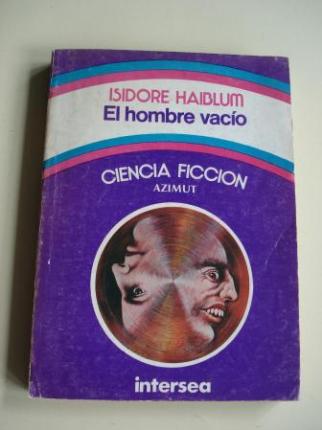 ISIDORE HAIBLUM
El hombre vacío
CIENCIA FICCION
AZIMUT
intersea